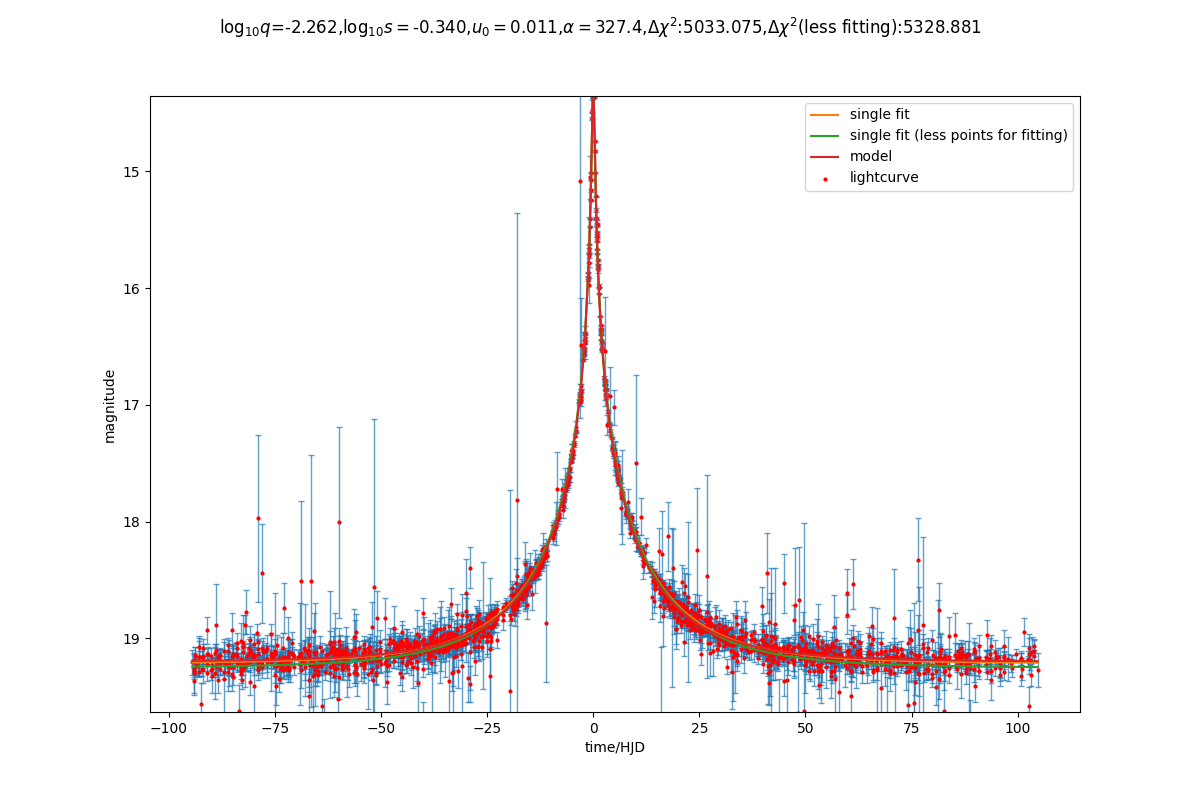 log₁₀q=-2.262,log₁₀s = -0.340,u₀ = 0.011,α = 327.4,Δχ²:5033.075,Δχ²(less fitting):5328.881
single fit
single fit (less points for fitting)
model
lightcurve
15
16
17
18
19
magnitude
−100
−75
−50
−25
0
25
50
75
100
time/HJD